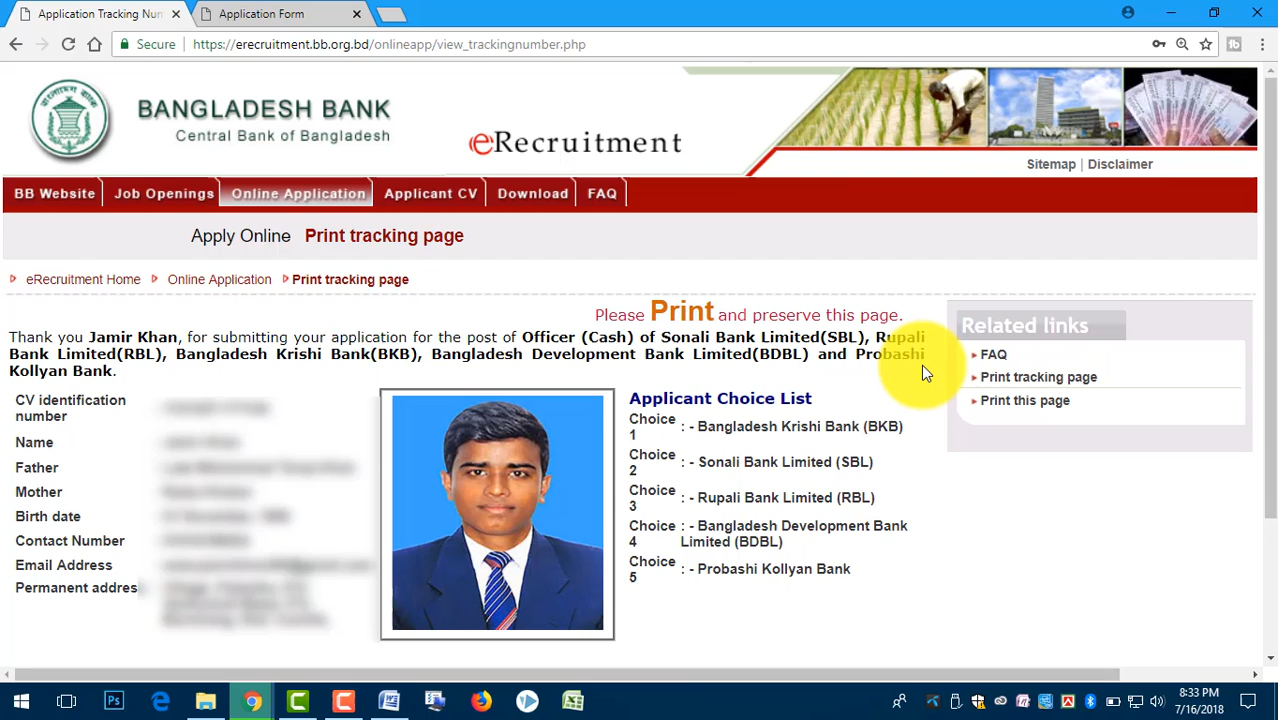 Application Tracking Num
Application Form
Secure
https://erecruitment.bb.org.bd/onlineapp/view_trackingnumber.php
BANGLADESH BANK
Central Bank of Bangladesh
eRecruitment
Sitemap | Disclaimer
BB Website
Job Openings
Online Application
Applicant CV
Download
FAQ
Apply Online
Print tracking page
eRecruitment Home
Online Application
Print tracking page
Please Print and preserve this page.
Thank you Jamir Khan, for submitting your application for the post of Officer (Cash) of Sonali Bank Limited(SBL), Rupali
Bank Limited(RBL), Bangladesh Krishi Bank(BKB), Bangladesh Development Bank Limited(BDBL) and Probashi
Kollyan Bank.
Related links
FAQ
Print tracking page
Print this page
CV identification
number
Name
Father
Mother
Birth date
Contact Number
Email Address
Permanent addres
Applicant Choice List
Choice
1
: - Bangladesh Krishi Bank (BKB)
Choice
2
: - Sonali Bank Limited (SBL)
Choice
3
: - Rupali Bank Limited (RBL)
Choice
4
: - Bangladesh Development Bank
Limited (BDBL)
Choice
5
: - Probashi Kollyan Bank
8:33 PM
7/16/2018